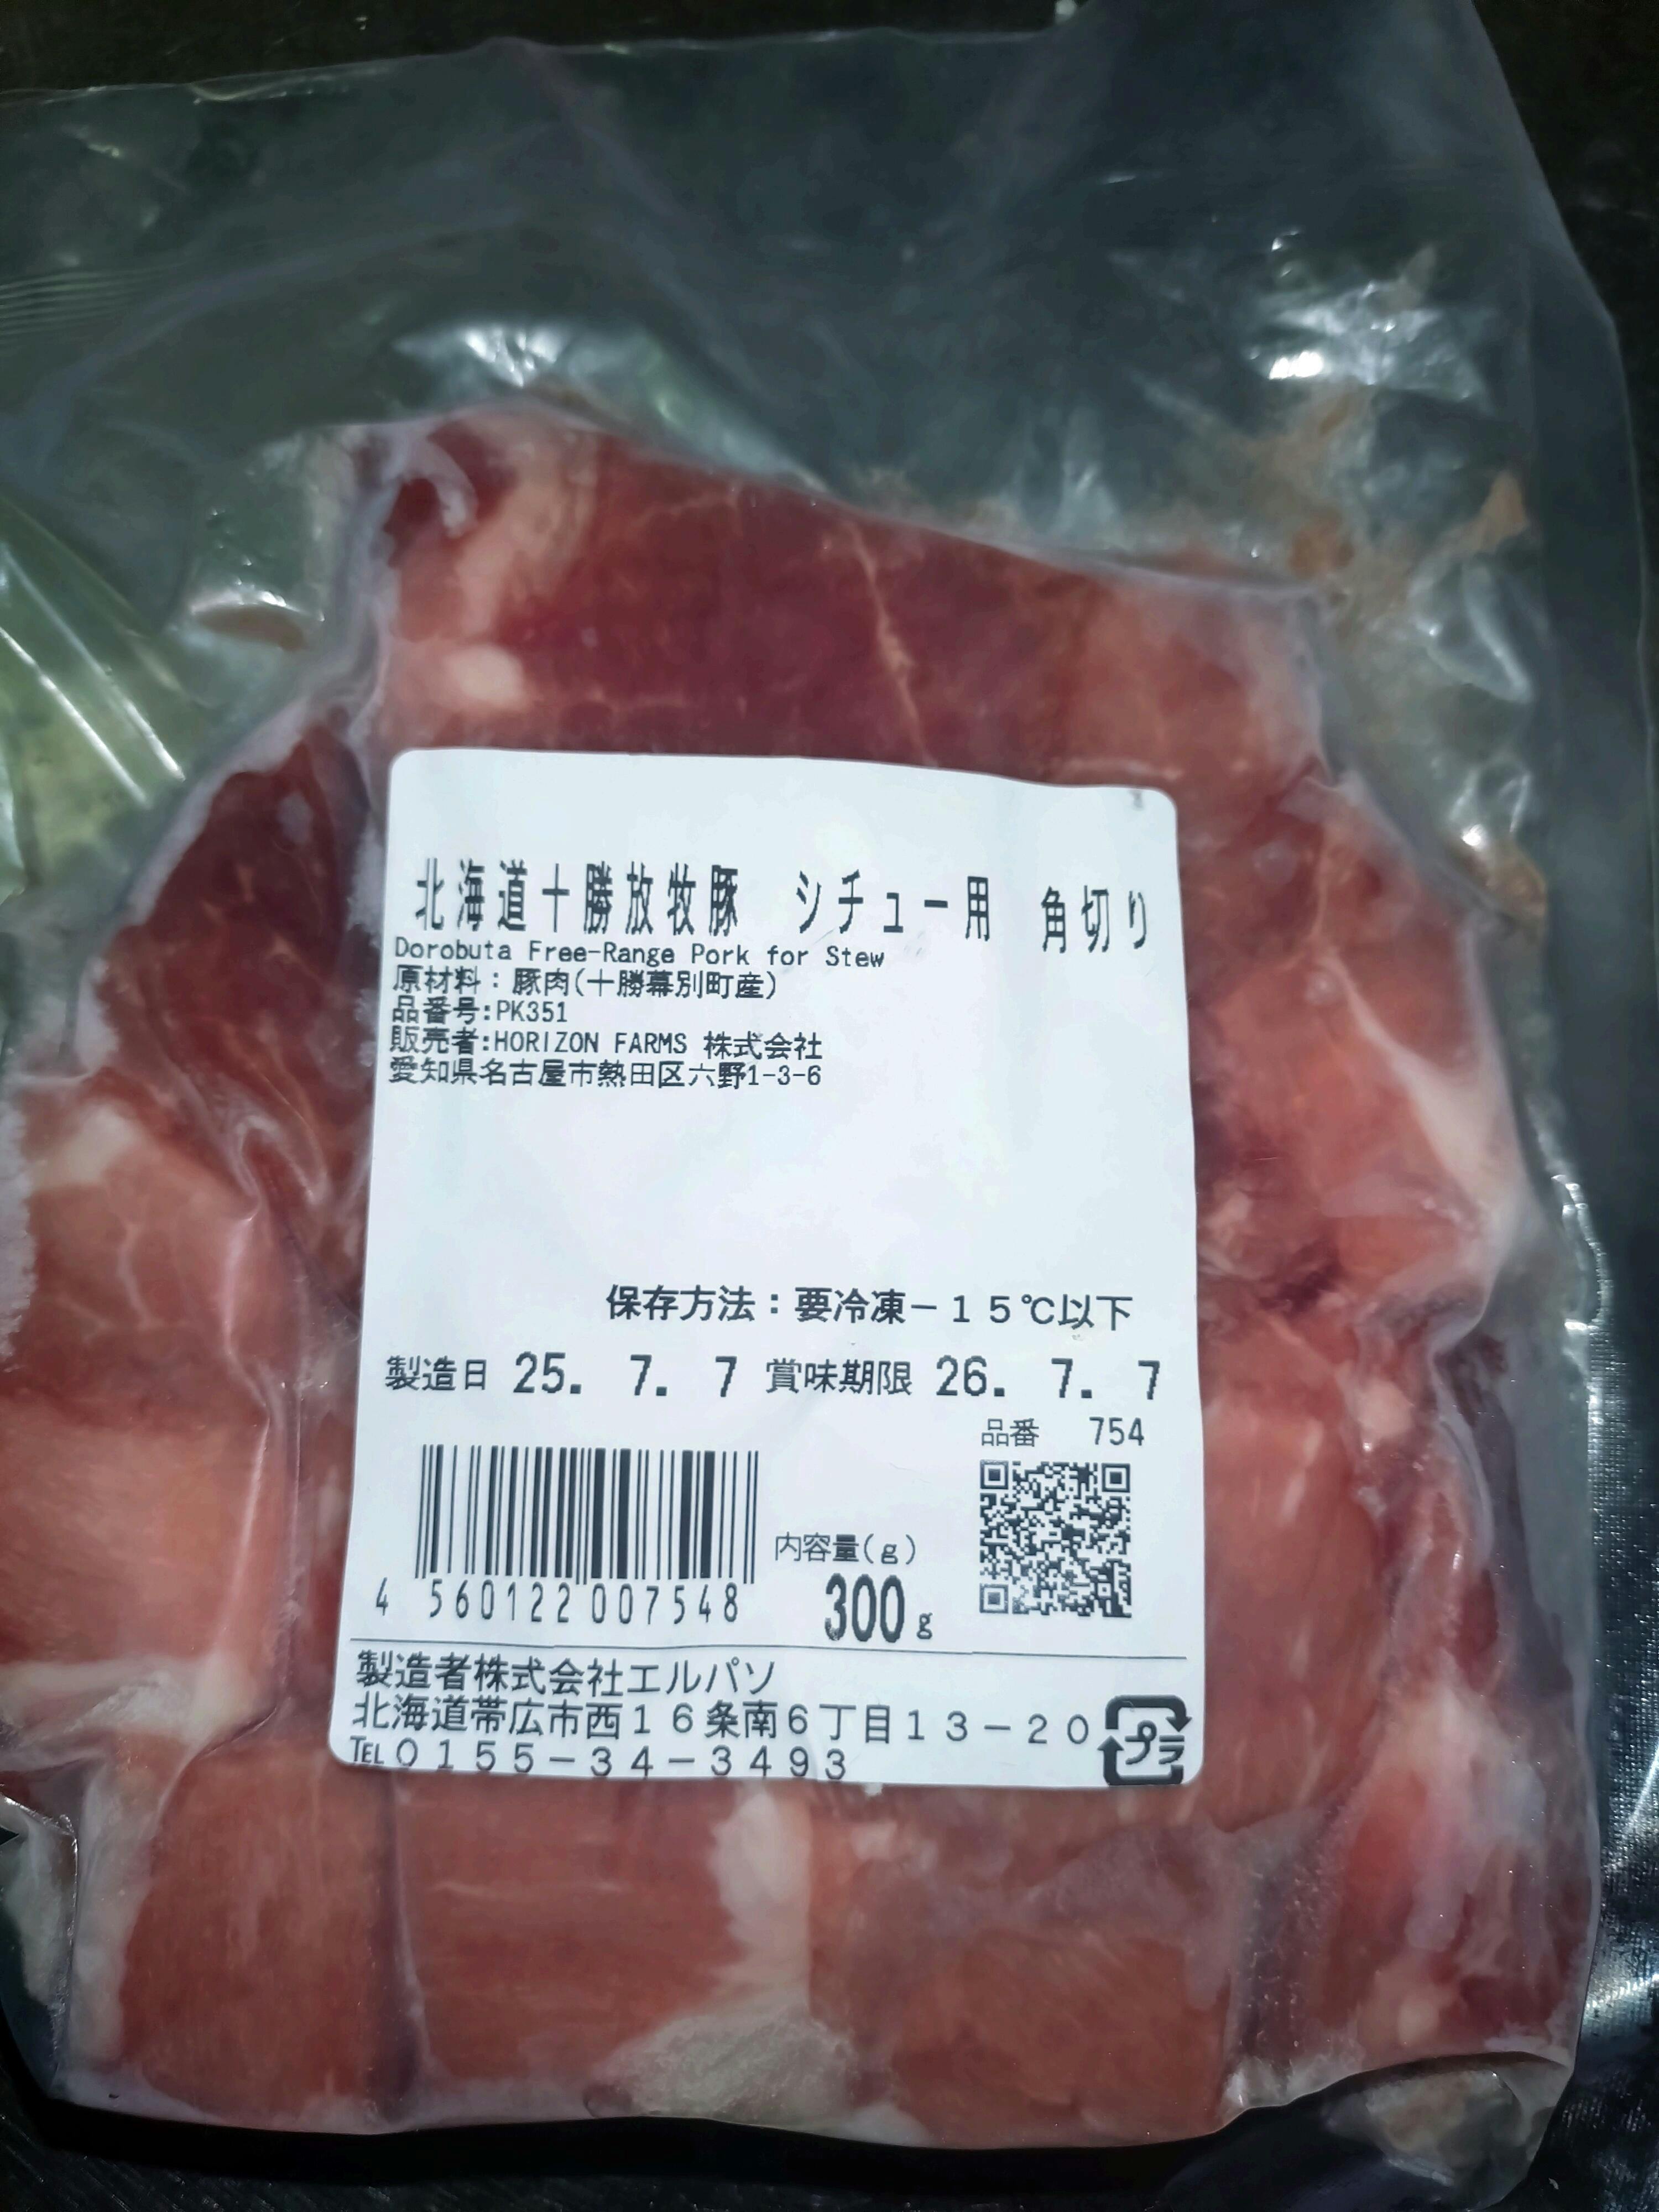 北海道十勝放牧豚 シチュー用 角切り
Dorobuta Free-Range Pork for Stew
原材料：豚肉(十勝幕別町産)
品番号:PK351
販売者:HORIZON FARMS 株式会社
愛知県名古屋市熱田区六野1-3-6
保存方法：要冷凍－１５℃以下
製造日 25. 7. 7 賞味期限 26. 7. 7
品番 754
内容量(g)
300g
4 560122 007548
製造者株式会社エルパソ
北海道帯広市西１６条南６丁目１３－２０
℡０１５５－３４－３４９３
プラ